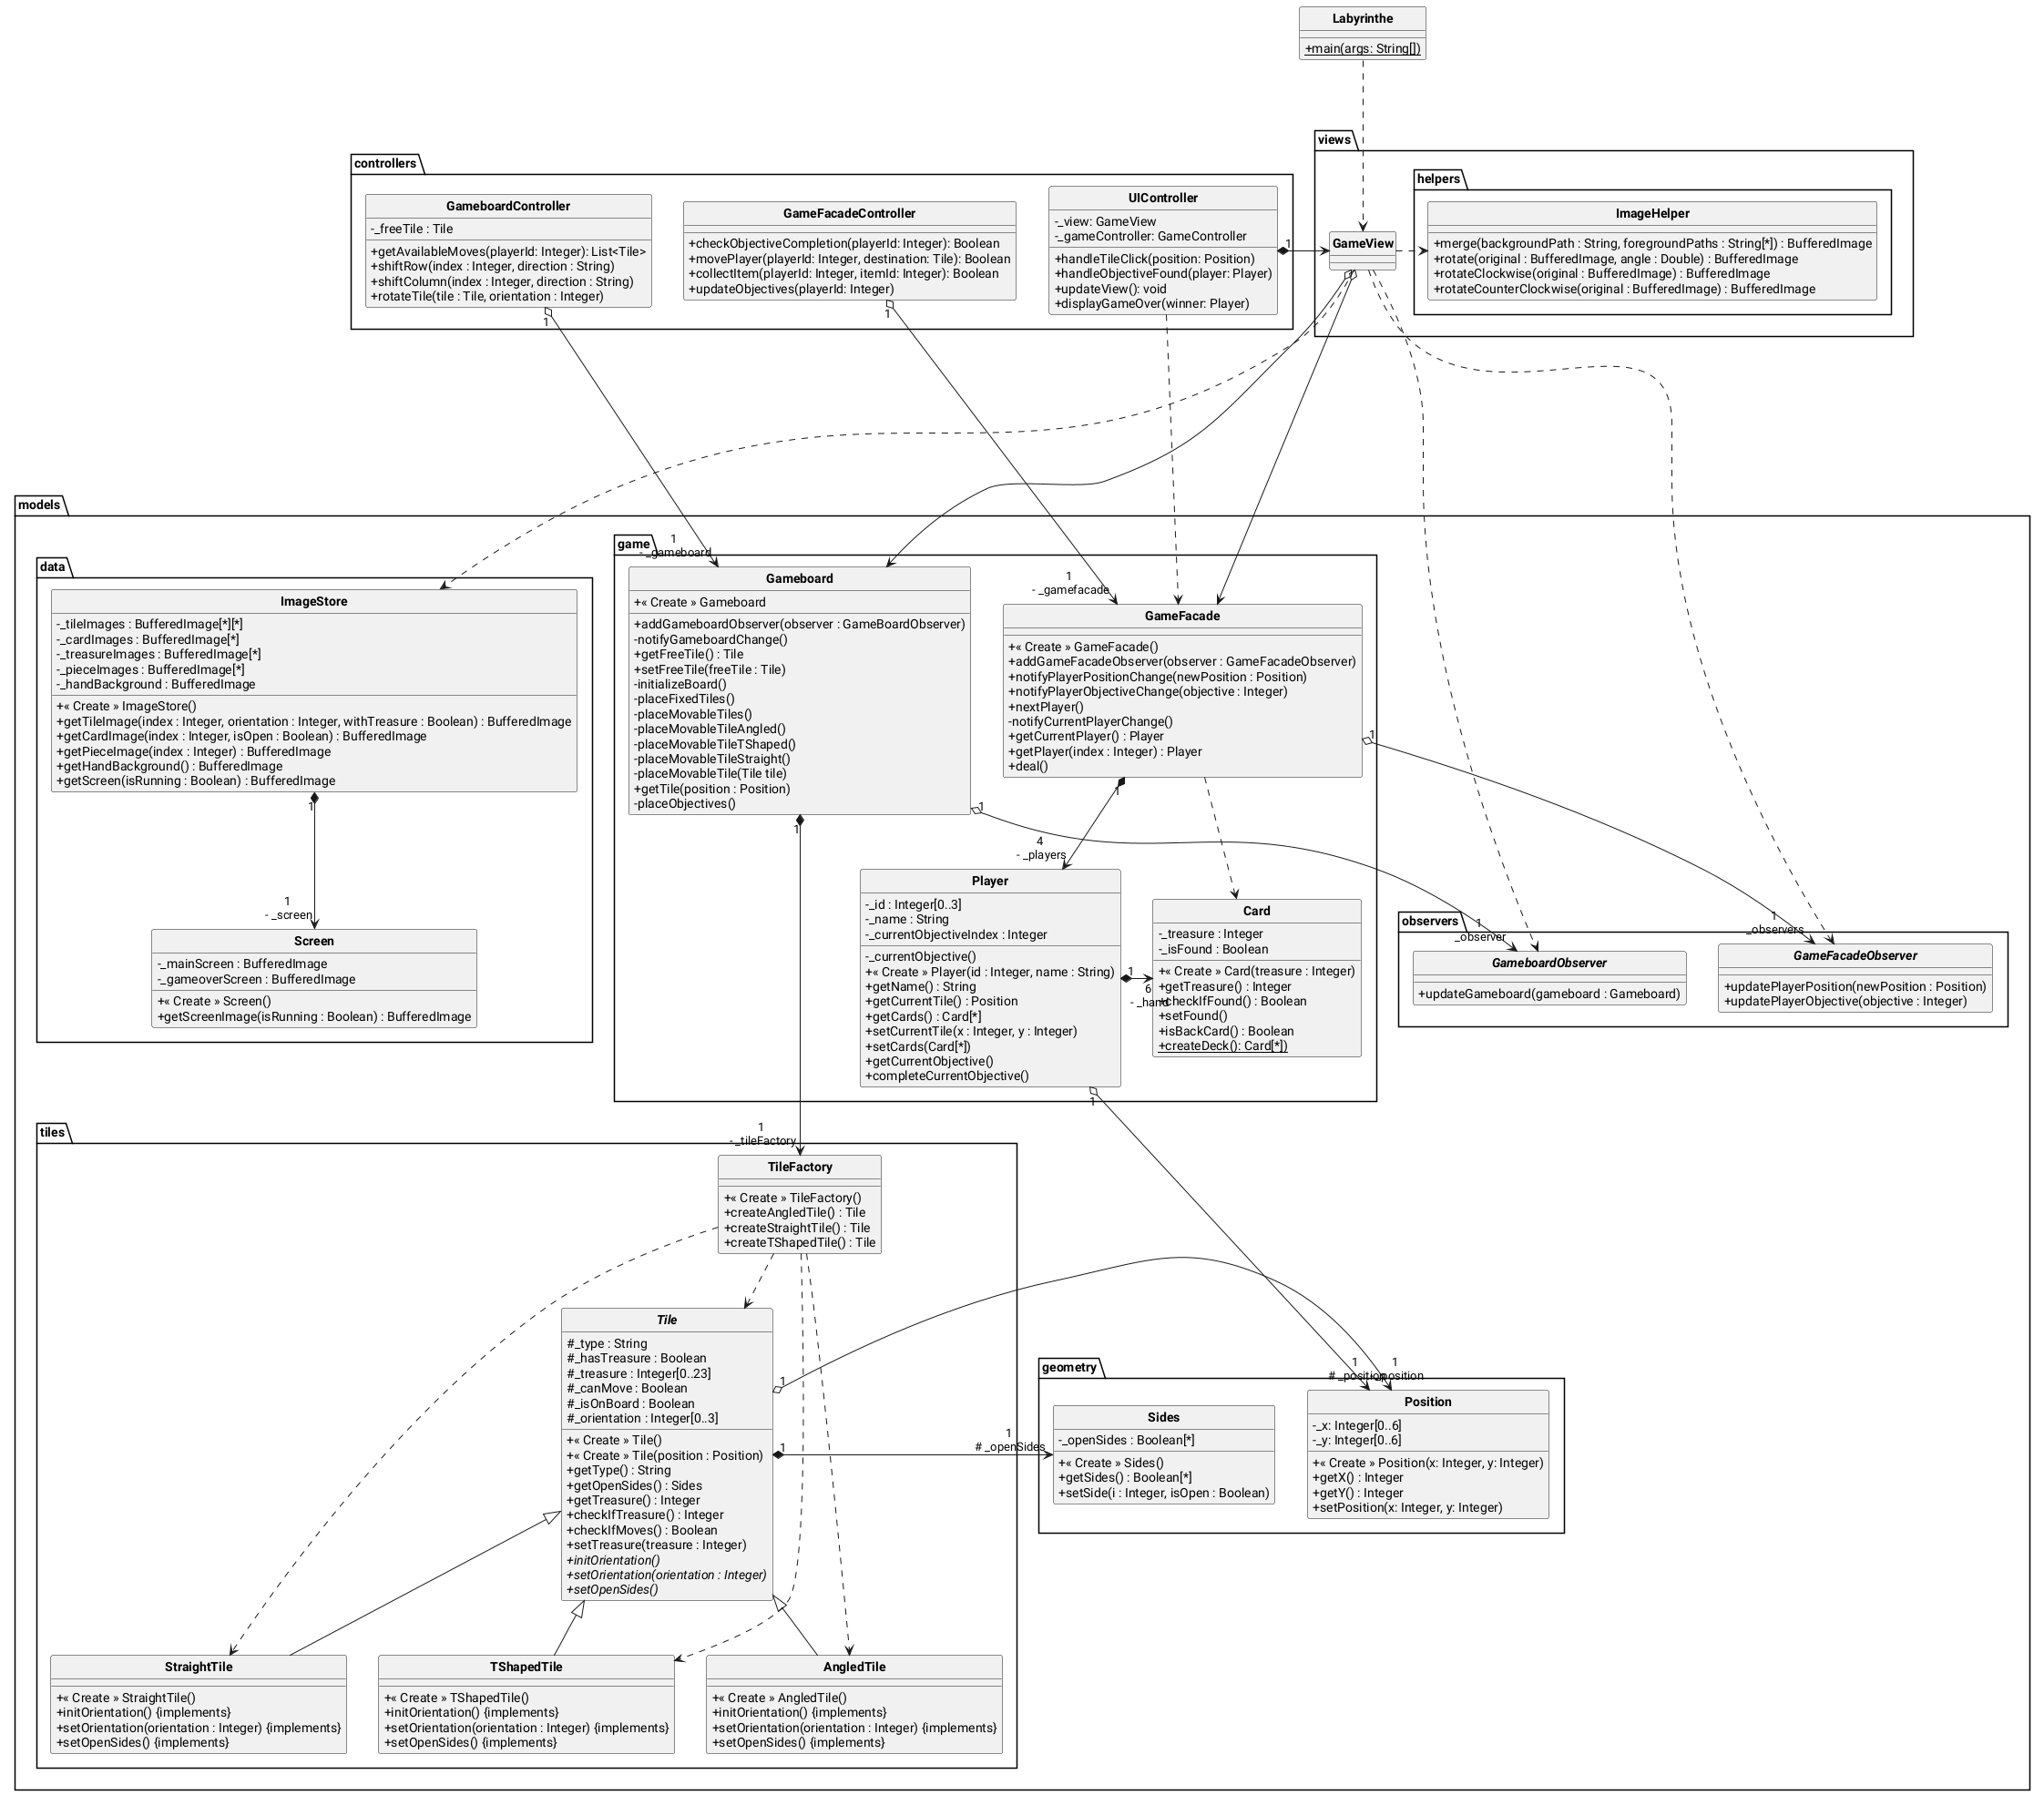 Labyrinthe
+main(args: String[])
views
controllers
helpers
GameboardController
-_freeTile : Tile
+getAvailableMoves(playerId: Integer): List<Tile>
+shiftRow(index : Integer, direction : String)
+shiftColumn(index : Integer, direction : String)
+rotateTile(tile : Tile, orientation : Integer)
GameFacadeController
+checkObjectiveCompletion(playerId: Integer): Boolean
+movePlayer(playerId: Integer, destination: Tile): Boolean
+collectItem(playerId: Integer, itemId: Integer): Boolean
+updateObjectives(playerId: Integer)
UIController
-_view: GameView
-_gameController: GameController
+handleTileClick(position: Position)
+handleObjectiveFound(player: Player)
+updateView(): void
+displayGameOver(winner: Player)
1
GameView
ImageHelper
+merge(backgroundPath : String, foregroundPaths : String[*]) : BufferedImage
+rotate(original : BufferedImage, angle : Double) : BufferedImage
+rotateClockwise(original : BufferedImage) : BufferedImage
+rotateCounterClockwise(original : BufferedImage) : BufferedImage
1
1
models
data
game
1
- _gameboard
1
- _gamefacade
ImageStore
-_tileImages : BufferedImage[*][*]
-_cardImages : BufferedImage[*]
-_treasureImages : BufferedImage[*]
-_pieceImages : BufferedImage[*]
-_handBackground : BufferedImage
+« Create » ImageStore()
+getTileImage(index : Integer, orientation : Integer, withTreasure : Boolean) : BufferedImage
+getCardImage(index : Integer, isOpen : Boolean) : BufferedImage
+getPieceImage(index : Integer) : BufferedImage
+getHandBackground() : BufferedImage
+getScreen(isRunning : Boolean) : BufferedImage
1
Gameboard
+« Create » Gameboard
+addGameboardObserver(observer : GameBoardObserver)
-notifyGameboardChange()
+getFreeTile() : Tile
+setFreeTile(freeTile : Tile)
-initializeBoard()
-placeFixedTiles()
-placeMovableTiles()
-placeMovableTileAngled()
-placeMovableTileTShaped()
-placeMovableTileStraight()
-placeMovableTile(Tile tile)
+getTile(position : Position)
-placeObjectives()
1
1
GameFacade
+« Create » GameFacade()
+addGameFacadeObserver(observer : GameFacadeObserver)
+notifyPlayerPositionChange(newPosition : Position)
+notifyPlayerObjectiveChange(objective : Integer)
+nextPlayer()
-notifyCurrentPlayerChange()
+getCurrentPlayer() : Player
+getPlayer(index : Integer) : Player
+deal()
1
1
4
- _players
1
- _screen
Screen
-_mainScreen : BufferedImage
-_gameoverScreen : BufferedImage
+« Create » Screen()
+getScreenImage(isRunning : Boolean) : BufferedImage
Player
-_id : Integer[0..3]
-_name : String
-_currentObjectiveIndex : Integer
-_currentObjective()
+« Create » Player(id : Integer, name : String)
+getName() : String
+getCurrentTile() : Position
+getCards() : Card[*]
+setCurrentTile(x : Integer, y : Integer)
+setCards(Card[*])
+getCurrentObjective()
+completeCurrentObjective()
1
6
- _hand
1
Card
-_treasure : Integer
-_isFound : Boolean
+« Create » Card(treasure : Integer)
+getTreasure() : Integer
+checkIfFound() : Boolean
+setFound()
+isBackCard() : Boolean
+createDeck(): Card[*])
observers
1
_observer
1
_observers
GameboardObserver
+updateGameboard(gameboard : Gameboard)
GameFacadeObserver
+updatePlayerPosition(newPosition : Position)
+updatePlayerObjective(objective : Integer)
tiles
1
- _tileFactory
TileFactory
+« Create » TileFactory()
+createAngledTile() : Tile
+createStraightTile() : Tile
+createTShapedTile() : Tile
Tile
#_type : String
#_hasTreasure : Boolean
#_treasure : Integer[0..23]
#_canMove : Boolean
#_isOnBoard : Boolean
#_orientation : Integer[0..3]
+« Create » Tile()
+« Create » Tile(position : Position)
+getType() : String
+getOpenSides() : Sides
+getTreasure() : Integer
+checkIfTreasure() : Integer
+checkIfMoves() : Boolean
+setTreasure(treasure : Integer)
+initOrientation()
+setOrientation(orientation : Integer)
+setOpenSides()
1
1
1
# _openSides
geometry
1
# _position
1
_position
Sides
-_openSides : Boolean[*]
+« Create » Sides()
+getSides() : Boolean[*]
+setSide(i : Integer, isOpen : Boolean)
Position
-_x: Integer[0..6]
-_y: Integer[0..6]
+« Create » Position(x: Integer, y: Integer)
+getX() : Integer
+getY() : Integer
+setPosition(x: Integer, y: Integer)
StraightTile
+« Create » StraightTile()
+initOrientation() {implements}
+setOrientation(orientation : Integer) {implements}
+setOpenSides() {implements}
TShapedTile
+« Create » TShapedTile()
+initOrientation() {implements}
+setOrientation(orientation : Integer) {implements}
+setOpenSides() {implements}
AngledTile
+« Create » AngledTile()
+initOrientation() {implements}
+setOrientation(orientation : Integer) {implements}
+setOpenSides() {implements}